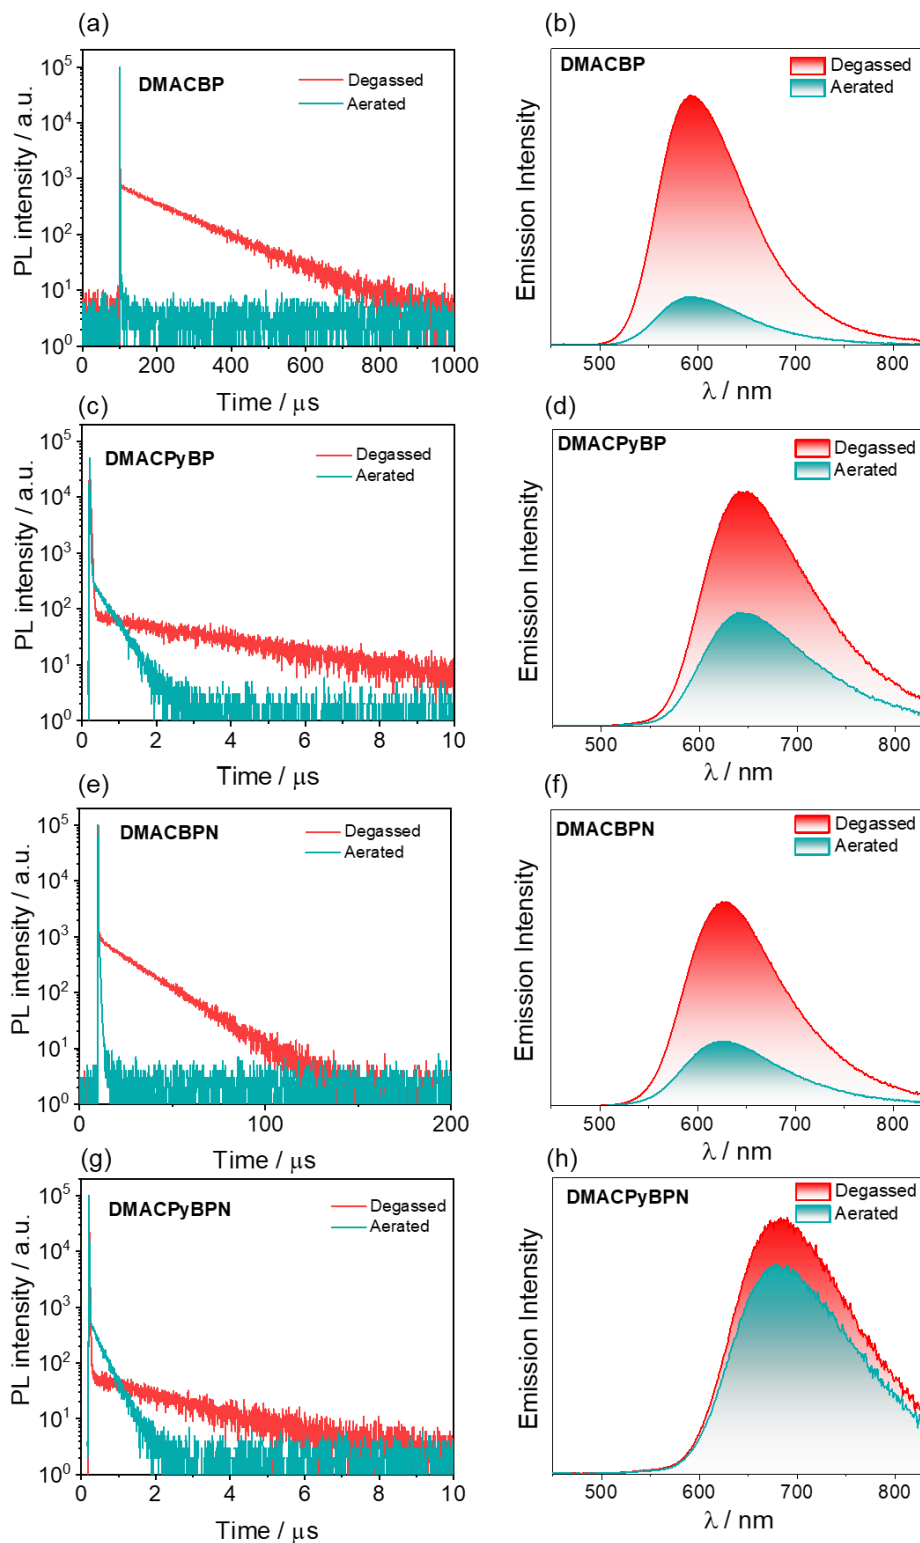 (a)
DMACBP
Degassed
Aerated
PL intensity / a.u.
10⁵
10⁴
10³
10²
10¹
10⁰
0 200 400 600 800 1000
Time / μs
(b)
DMACBP
Degassed
Aerated
Emission Intensity
500 600 700 800
λ / nm
(c)
DMACPyBP
Degassed
Aerated
PL intensity / a.u.
10⁵
10⁴
10³
10²
10¹
10⁰
0 2 4 6 8 10
Time / μs
(d)
DMACPyBP
Degassed
Aerated
Emission Intensity
500 600 700 800
λ / nm
(e)
DMACBPN
Degassed
Aerated
PL intensity / a.u.
10⁵
10⁴
10³
10²
10¹
10⁰
0 100 200
Time / μs
(f)
DMACBPN
Degassed
Aerated
Emission Intensity
500 600 700 800
λ / nm
(g)
DMACPyBPN
Degassed
Aerated
PL intensity / a.u.
10⁵
10⁴
10³
10²
10¹
10⁰
0 2 4 6 8 10
Time / μs
(h)
DMACPyBPN
Degassed
Aerated
Emission Intensity
500 600 700 800
λ / nm